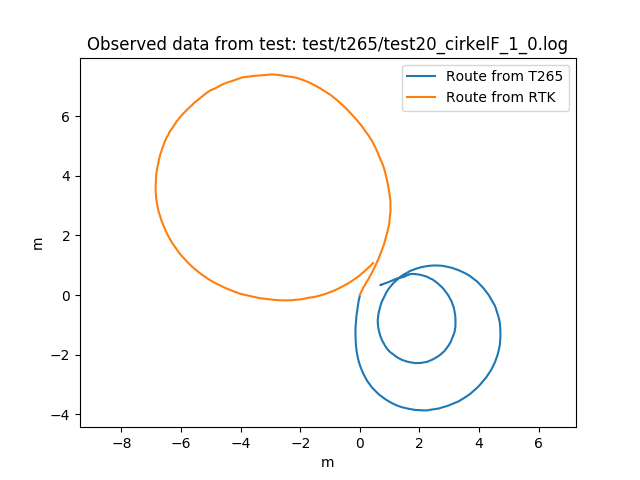 Observed data from test: test/t265/test20_cirkelF_1_0.log
Route from T265
Route from RTK
m
6
4
2
0
−2
−4
−8
−6
−4
−2
0
2
4
6
m